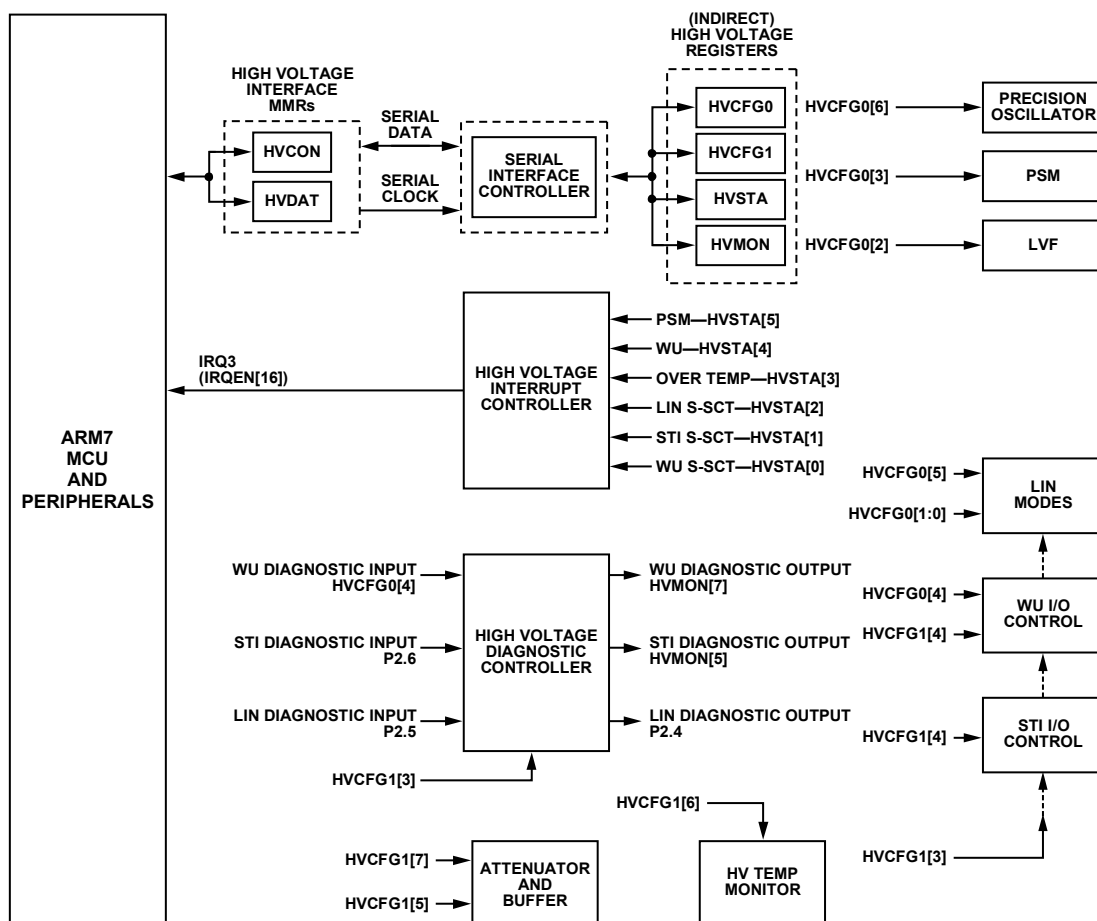 (INDIRECT)
HIGH VOLTAGE
REGISTERS
HIGH VOLTAGE
INTERFACE
MMRs
HVCON
HVDAT
SERIAL
DATA
SERIAL
CLOCK
SERIAL
INTERFACE
CONTROLLER
HVCFG0
HVCFG1
HVSTA
HVMON
HVCFG0[6]
PRECISION
OSCILLATOR
HVCFG0[3]
PSM
HVCFG0[2]
LVF
ARM7
MCU
AND
PERIPHERALS
IRQ3
(IRQEN[16])
HIGH VOLTAGE
INTERRUPT
CONTROLLER
PSM—HVSTA[5]
WU—HVSTA[4]
OVER TEMP—HVSTA[3]
LIN S-SCT—HVSTA[2]
STI S-SCT—HVSTA[1]
WU S-SCT—HVSTA[0]
HVCFG0[5]
HVCFG0[1:0]
LIN
MODES
WU DIAGNOSTIC INPUT
HVCFG0[4]
STI DIAGNOSTIC INPUT
P2.6
LIN DIAGNOSTIC INPUT
P2.5
HVCFG1[3]
HIGH VOLTAGE
DIAGNOSTIC
CONTROLLER
WU DIAGNOSTIC OUTPUT
HVMON[7]
STI DIAGNOSTIC OUTPUT
HVMON[5]
LIN DIAGNOSTIC OUTPUT
P2.4
HVCFG0[4]
HVCFG1[4]
WU I/O
CONTROL
HVCFG1[4]
STI I/O
CONTROL
HVCFG1[3]
HVCFG1[7]
HVCFG1[5]
ATTENUATOR
AND
BUFFER
HVCFG1[6]
HV TEMP
MONITOR